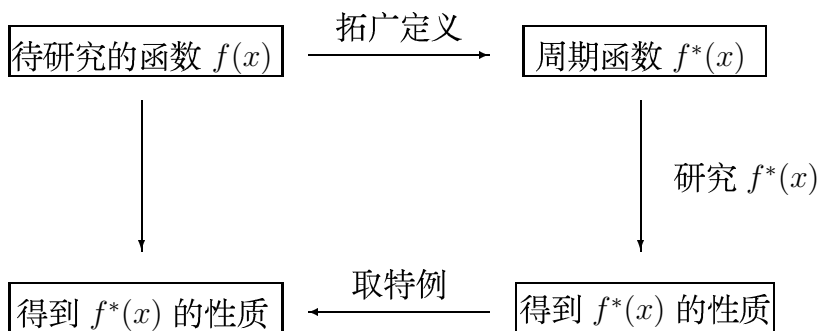 拓广定义
待研究的函数 f(x)
周期函数 f*(x)
研究 f*(x)
取特例
得到 f*(x) 的性质
得到 f*(x) 的性质